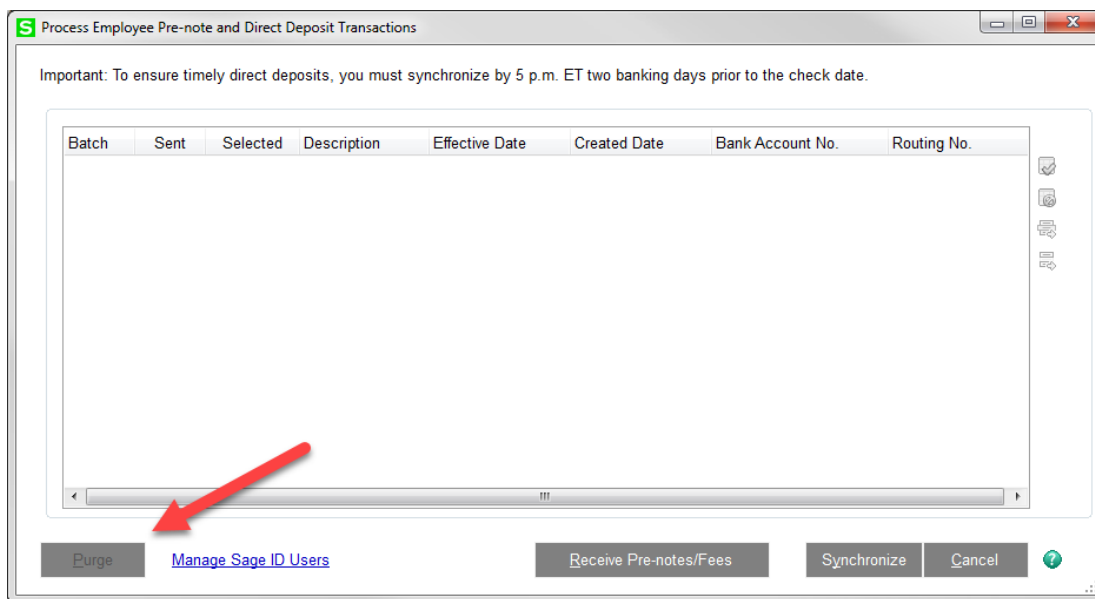 S Process Employee Pre-note and Direct Deposit Transactions
Important: To ensure timely direct deposits, you must synchronize by 5 p.m. ET two banking days prior to the check date.
Batch Sent Selected Description Effective Date Created Date Bank Account No. Routing No.
Purge Manage Sage ID Users Receive Pre-notes/Fees Synchronize Cancel ?